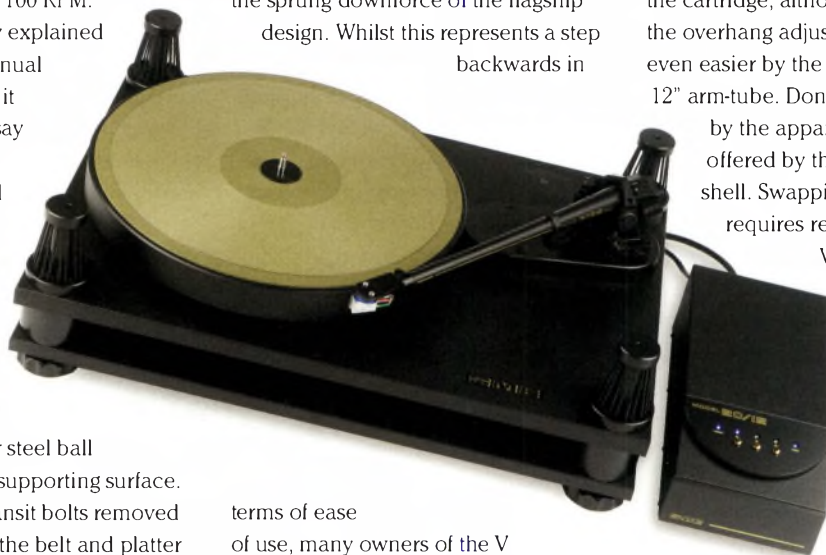 100 RPM.
y explained
nual
it
say
r steel ball
supporting surface.
nsit bolts removed
the belt and platter
the sprung downforce of the flagship
design. Whilst this represents a step
backwards in
terms of ease
of use, many owners of the V
the cartridge, altho
the overhang adjus
even easier by the
12" arm-tube. Don
by the appa
offered by th
shell. Swappi
requires re
V
MODEL 20/12